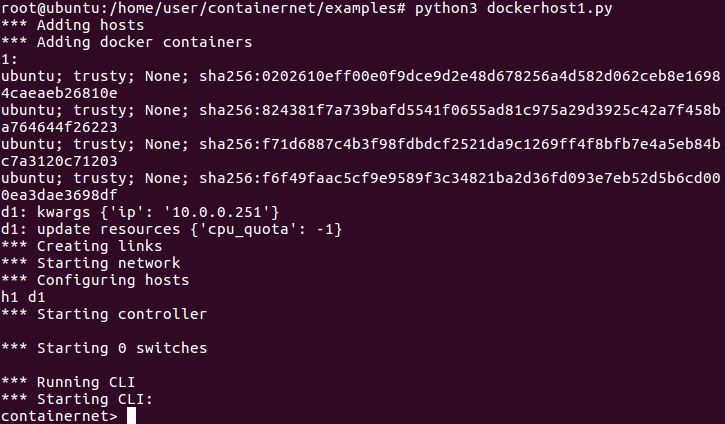 root@ubuntu:/home/user/containernet/examples# python3 dockerhost1.py
*** Adding hosts
*** Adding docker containers
1:
ubuntu; trusty; None; sha256:0202610eff00e0f9dce9d2e48d678256a4d582d062ceb8e1698
4caeaeb26810e
ubuntu; trusty; None; sha256:824381f7a739bafd5541f0655ad81c975a29d3925c42a7f458b
a764644f26223
ubuntu; trusty; None; sha256:f71d6887c4b3f98fdbdcf2521da9c1269ff4f8bfb7e4a5eb84b
c7a3120c71203
ubuntu; trusty; None; sha256:f6f49faac5cf9e9589f3c34821ba2d36fd093e7eb52d5b6cd00
0ea3dae3698df
d1: kwargs {'ip': '10.0.0.251'}
d1: update resources {'cpu_quota': -1}
*** Creating links
*** Starting network
*** Configuring hosts
h1 d1
*** Starting controller
*** Starting 0 switches
*** Running CLI
*** Starting CLI:
containernet>